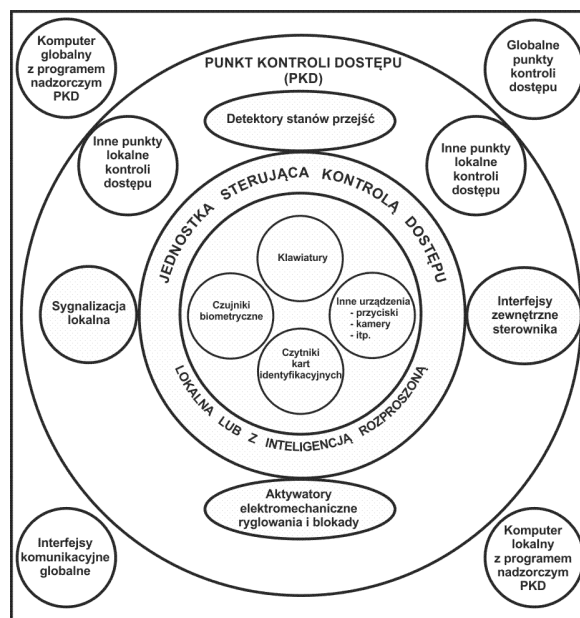 Komputer
globalny
z programem
nadzorczym
PKD
PUNKT KONTROLI DOSTĘPU
(PKD)
Globalne
punkty
kontroli
dostępu
Detektory stanów przejść
Inne punkty
lokalne
kontroli
dostępu
Inne punkty
lokalne
kontroli
dostępu
JEDNOSTKA STERUJĄCA KONTROLĄ DOSTĘPU
Klawiatury
Sygnalizacja
lokalna
Czujniki
biometryczne
Inne urządzenia
- przyciski
- kamery
- itp.
Interfejsy
zewnętrzne
sterownika
Czytniki
kart
identyfikacyjnych
LOKALNA LUB Z INTELIGENCJĄ ROZPROSZONĄ
Aktywatory
elektromechaniczne
ryglowania i blokady
Interfejsy
komunikacyjne
globalne
Komputer
lokalny
z programem
nadzorczym
PKD